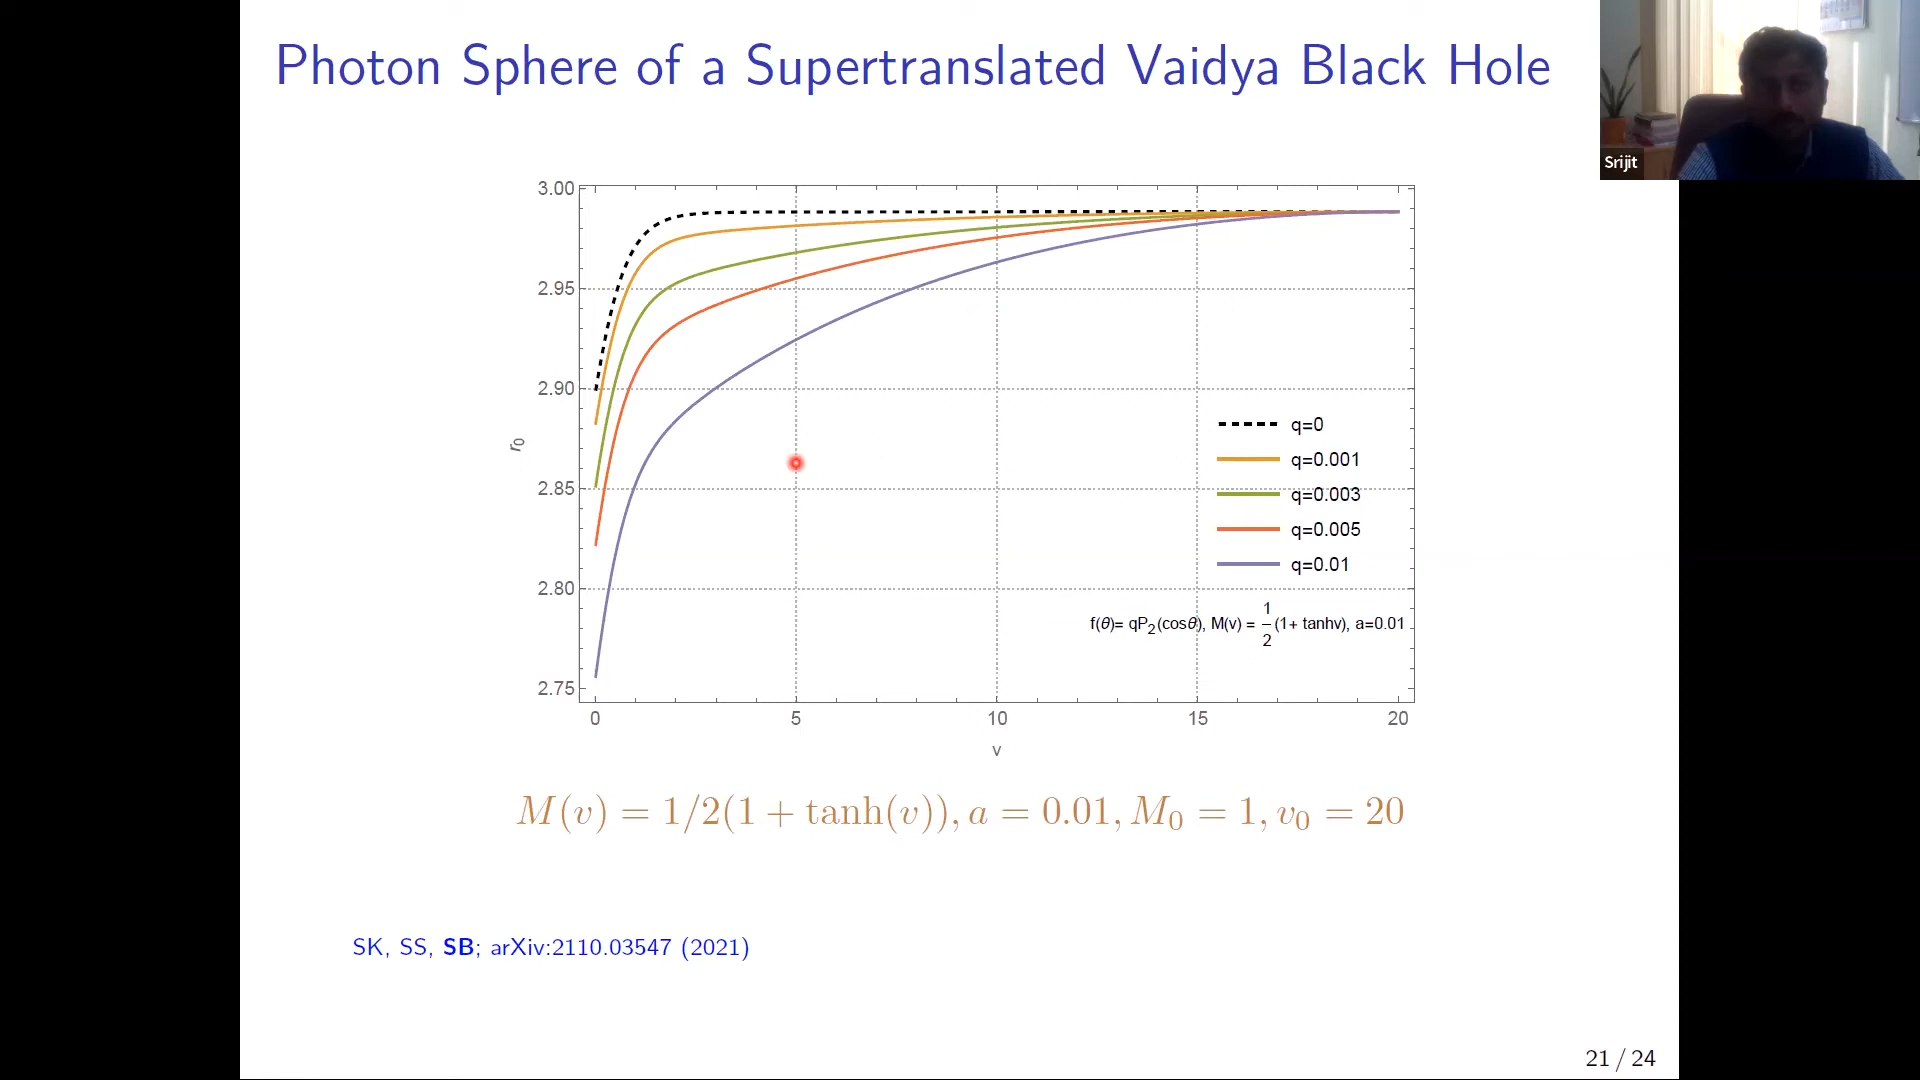 Photon Sphere of a Supertranslated Vaidya Black Hole
Srijit
3.00
2.95
2.90
2.85
2.80
2.75
r0
0 5 10 15 20
v
q=0
q=0.001
q=0.003
q=0.005
q=0.01
f(θ)= qP2(cosθ), M(v) = 1/2 (1+ tanhv), a=0.01
M(v) = 1/2(1 + tanh(v)), a = 0.01, M0 = 1, v0 = 20
SK, SS, SB; arXiv:2110.03547 (2021)
21 / 24